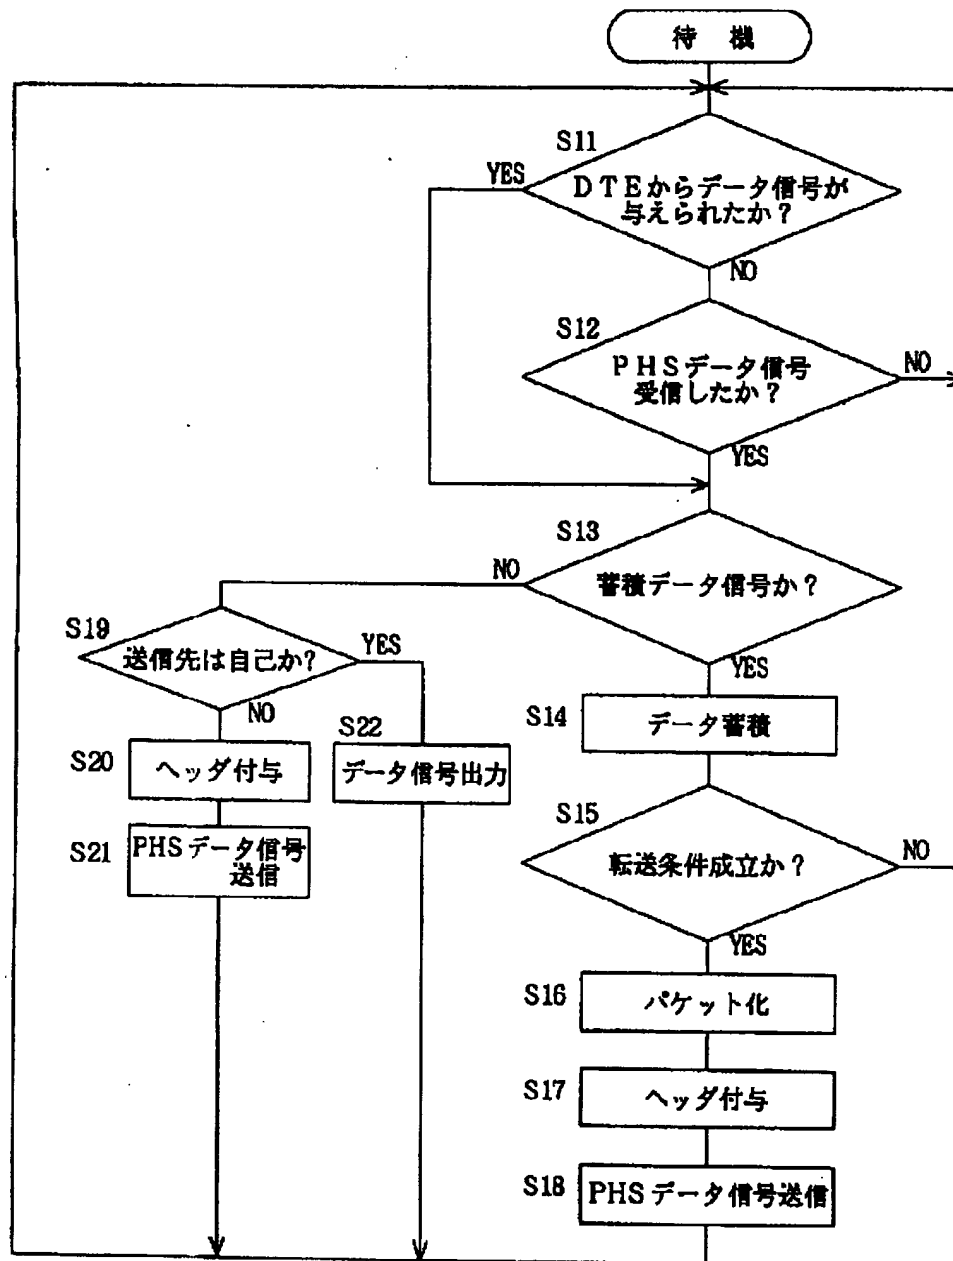 待 機
S11
YES
DTEからデータ信号が
与えられたか？
NO
S12
PHSデータ信号
受信したか？
NO
YES
S13
NO
蓄積データ信号か？
YES
S19
送信先は自己か？
YES
NO
S14
データ蓄積
S20
ヘッダ付与
S22
データ信号出力
S15
転送条件成立か？
NO
YES
S21
PHSデータ信号
送信
S16
パケット化
S17
ヘッダ付与
S18
PHSデータ信号送信